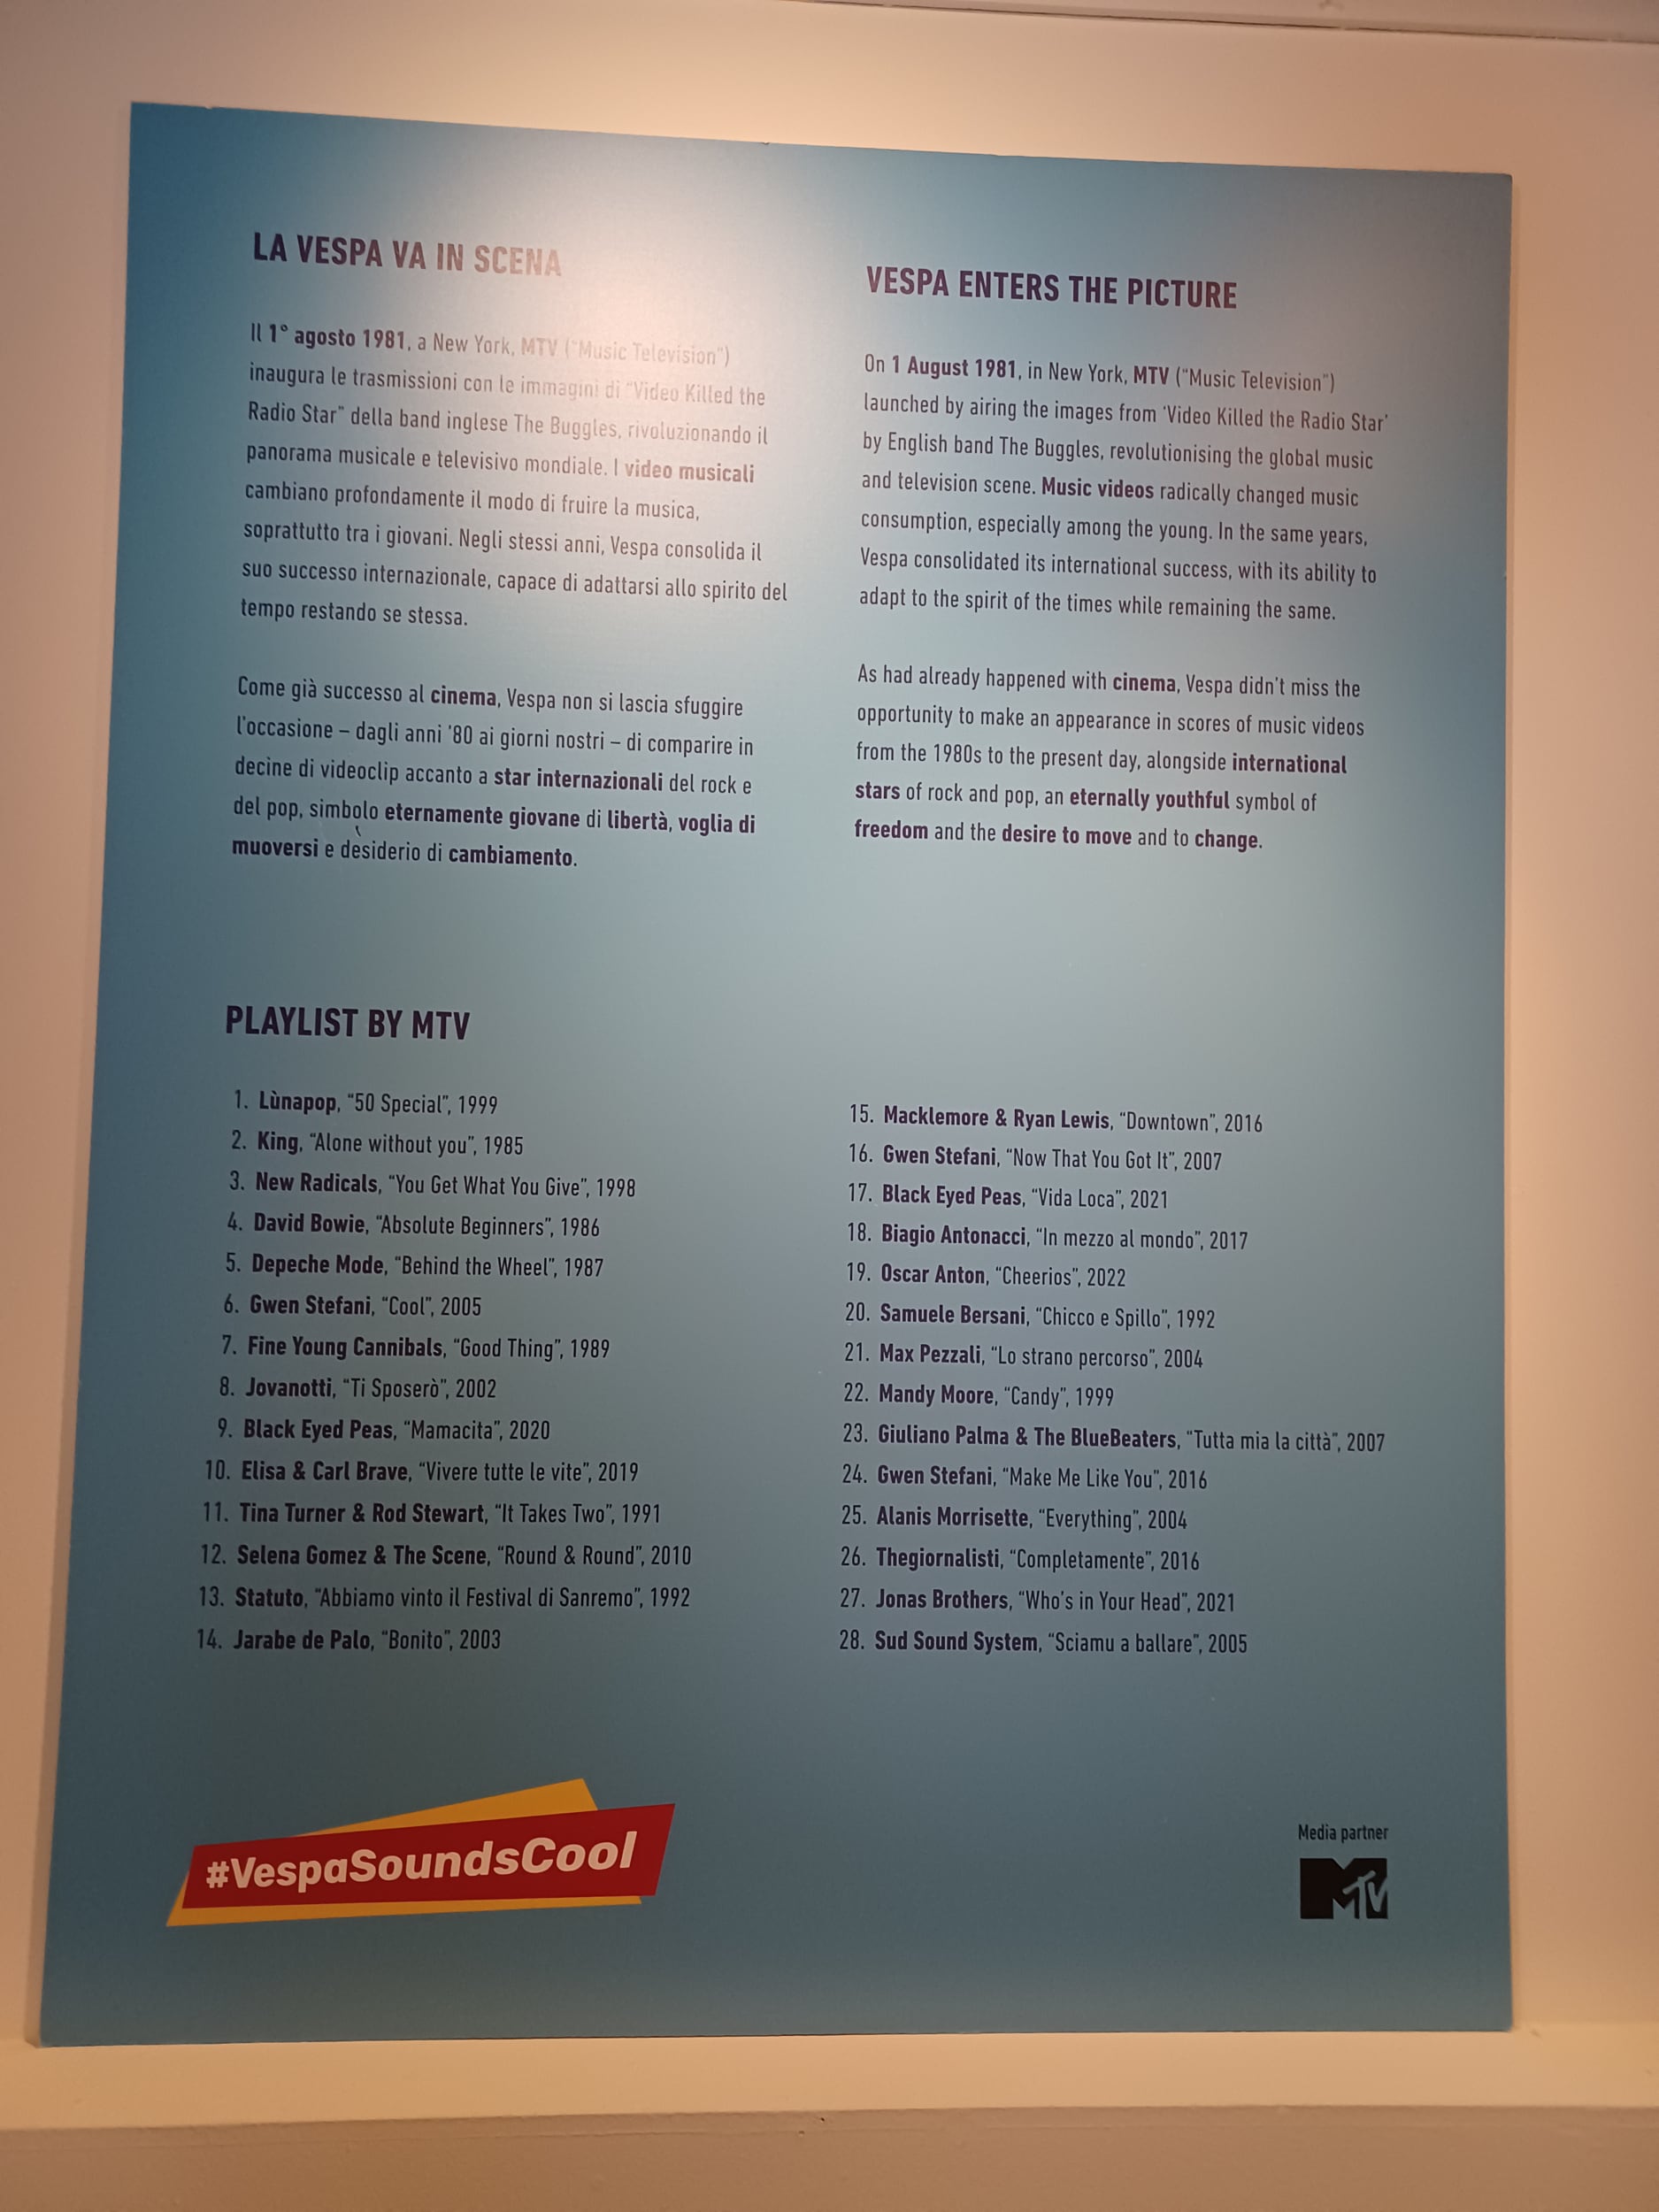 LA VESPA VA IN SCENA
Il 1° agosto 1981, a New York, MTV ("Music Television")
inaugura le trasmissioni con le immagini di "Video Killed the
Radio Star" della band inglese The Buggles, rivoluzionando il
panorama musicale e televisivo mondiale. I video musicali
cambiano profondamente il modo di fruire la musica,
soprattutto tra i giovani. Negli stessi anni, Vespa consolida il
suo successo internazionale, capace di adattarsi allo spirito del
tempo restando se stessa.
Come già successo al cinema, Vespa non si lascia sfuggire
l'occasione – dagli anni '80 ai giorni nostri – di comparire in
decine di videoclip accanto a star internazionali del rock e
del pop, simbolo eternamente giovane di libertà, voglia di
muoversi e desiderio di cambiamento.
VESPA ENTERS THE PICTURE
On 1 August 1981, in New York, MTV ("Music Television")
launched by airing the images from 'Video Killed the Radio Star'
by English band The Buggles, revolutionising the global music
and television scene. Music videos radically changed music
consumption, especially among the young. In the same years,
Vespa consolidated its international success, with its ability to
adapt to the spirit of the times while remaining the same.
As had already happened with cinema, Vespa didn't miss the
opportunity to make an appearance in scores of music videos
from the 1980s to the present day, alongside international
stars of rock and pop, an eternally youthful symbol of
freedom and the desire to move and to change.
PLAYLIST BY MTV
1. Lùnapop, "50 Special", 1999
2. King, "Alone without you", 1985
3. New Radicals, "You Get What You Give", 1998
4. David Bowie, "Absolute Beginners", 1986
5. Depeche Mode, "Behind the Wheel", 1987
6. Gwen Stefani, "Cool", 2005
7. Fine Young Cannibals, "Good Thing", 1989
8. Jovanotti, "Ti Sposerò", 2002
9. Black Eyed Peas, "Mamacita", 2020
10. Elisa & Carl Brave, "Vivere tutte le vite", 2019
11. Tina Turner & Rod Stewart, "It Takes Two", 1991
12. Selena Gomez & The Scene, "Round & Round", 2010
13. Statuto, "Abbiamo vinto il Festival di Sanremo", 1992
14. Jarabe de Palo, "Bonito", 2003
15. Macklemore & Ryan Lewis, "Downtown", 2016
16. Gwen Stefani, "Now That You Got It", 2007
17. Black Eyed Peas, "Vida Loca", 2021
18. Biagio Antonacci, "In mezzo al mondo", 2017
19. Oscar Anton, "Cheerios", 2022
20. Samuele Bersani, "Chicco e Spillo", 1992
21. Max Pezzali, "Lo strano percorso", 2004
22. Mandy Moore, "Candy", 1999
23. Giuliano Palma & The BlueBeaters, "Tutta mia la città", 2007
24. Gwen Stefani, "Make Me Like You", 2016
25. Alanis Morrisette, "Everything", 2004
26. Thegiornalisti, "Completamente", 2016
27. Jonas Brothers, "Who's in Your Head", 2021
28. Sud Sound System, "Sciamu a ballare", 2005
#VespaSoundsCool
Media partner
MTV